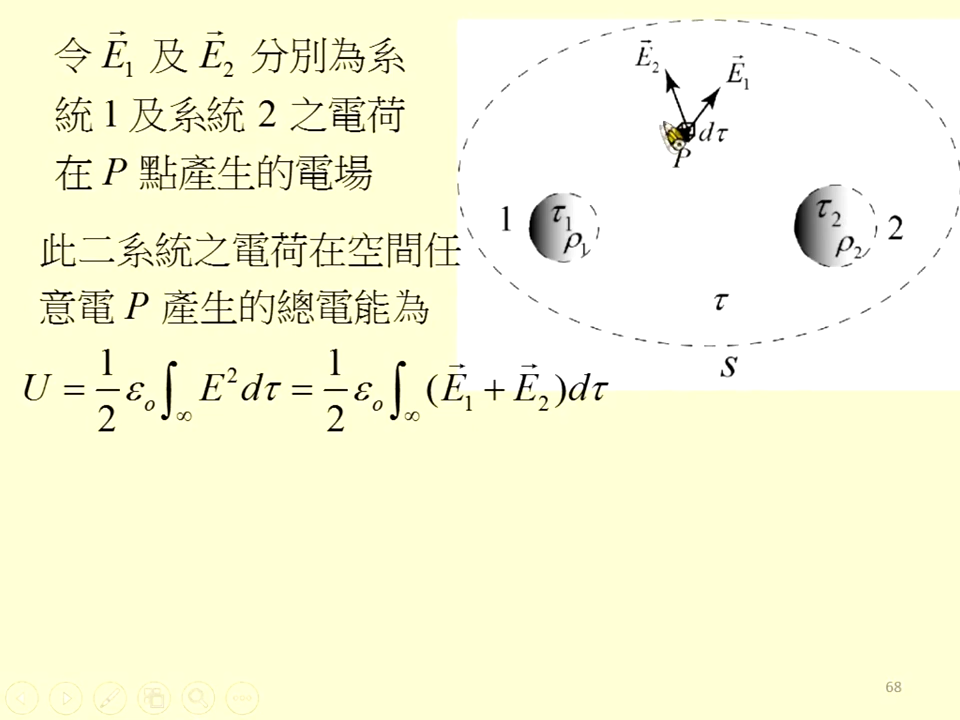 令 $\vec{E}_1$ 及 $\vec{E}_2$ 分別為系
統 1 及系統 2 之電荷
在 P 點產生的電場
此二系統之電荷在空間任
意電 P 產生的總電能為
$U = \frac{1}{2}\varepsilon_o \int_\infty E^2 d\tau = \frac{1}{2}\varepsilon_o \int_\infty (\vec{E}_1 + \vec{E}_2) d\tau$
$\vec{E}_2$
$\vec{E}_1$
$d\tau$
P
1
$\tau_1$
$\rho_1$
$\tau_2$
$\rho_2$
2
$\tau$
S
68